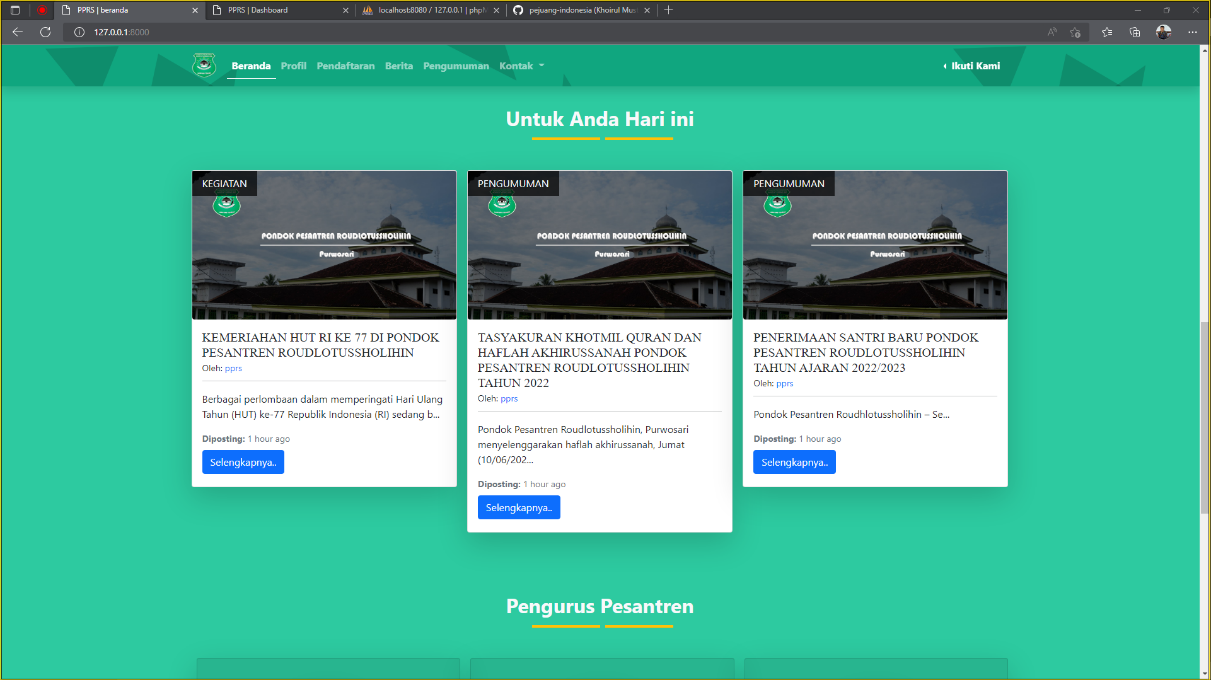 PPRS | beranda
PPRS | Dashboard
localhost:8080 / 127.0.0.1 | php
pejuang-indonesia (Khoirul Mus
127.0.0.1:8000
Beranda
Profil
Pendaftaran
Berita
Pengumuman
Kontak
Ikuti Kami
Untuk Anda Hari ini
KEGIATAN
PONDOK PESANTREN ROUDLOTUSSHOLIHIN
Purwosari
KEMERIAHAN HUT RI KE 77 DI PONDOK
PESANTREN ROUDLOTUSSHOLIHIN
Oleh: pprs
Berbagai perlombaan dalam memperingati Hari Ulang
Tahun (HUT) ke-77 Republik Indonesia (RI) sedang b...
Diposting: 1 hour ago
Selengkapnya..
PENGUMUMAN
PONDOK PESANTREN ROUDLOTUSSHOLIHIN
Purwosari
TASYAKURAN KHOTMIL QURAN DAN
HAFLAH AKHIRUSSANAH PONDOK
PESANTREN ROUDLOTUSSHOLIHIN
TAHUN 2022
Oleh: pprs
Pondok Pesantren Roudlotussholihin, Purwosari
menyelenggarakan haflah akhirussanah, Jumat
(10/06/202...
Diposting: 1 hour ago
Selengkapnya..
PENGUMUMAN
PONDOK PESANTREN ROUDLOTUSSHOLIHIN
Purwosari
PENERIMAAN SANTRI BARU PONDOK
PESANTREN ROUDLOTUSSHOLIHIN
TAHUN AJARAN 2022/2023
Oleh: pprs
Pondok Pesantren Roudhlotussholihin – Se...
Diposting: 1 hour ago
Selengkapnya..
Pengurus Pesantren